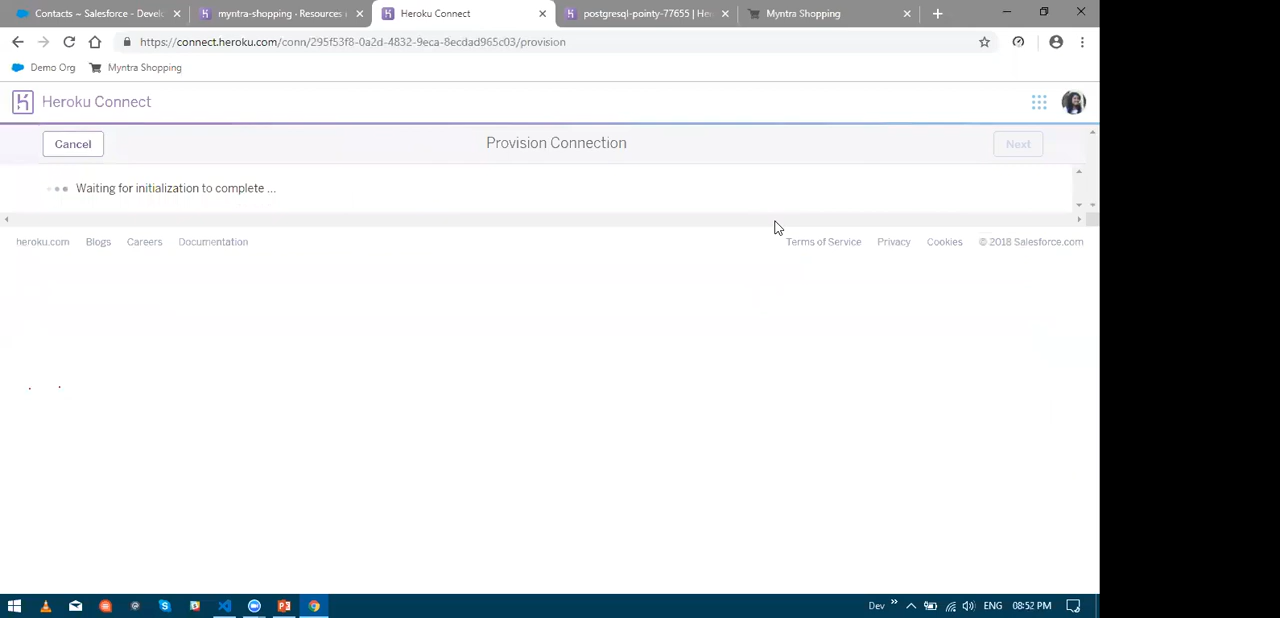 Contacts ~ Salesforce - Develo
myntra-shopping · Resources
Heroku Connect
postgresql-pointy-77655 | Her
Myntra Shopping
https://connect.heroku.com/conn/295f53f8-0a2d-4832-9eca-8ecdad965c03/provision
Demo Org
Myntra Shopping
Heroku Connect
Cancel
Provision Connection
Next
Waiting for initialization to complete ...
heroku.com
Blogs
Careers
Documentation
Terms of Service
Privacy
Cookies
© 2018 Salesforce.com
Dev
ENG
08:52 PM